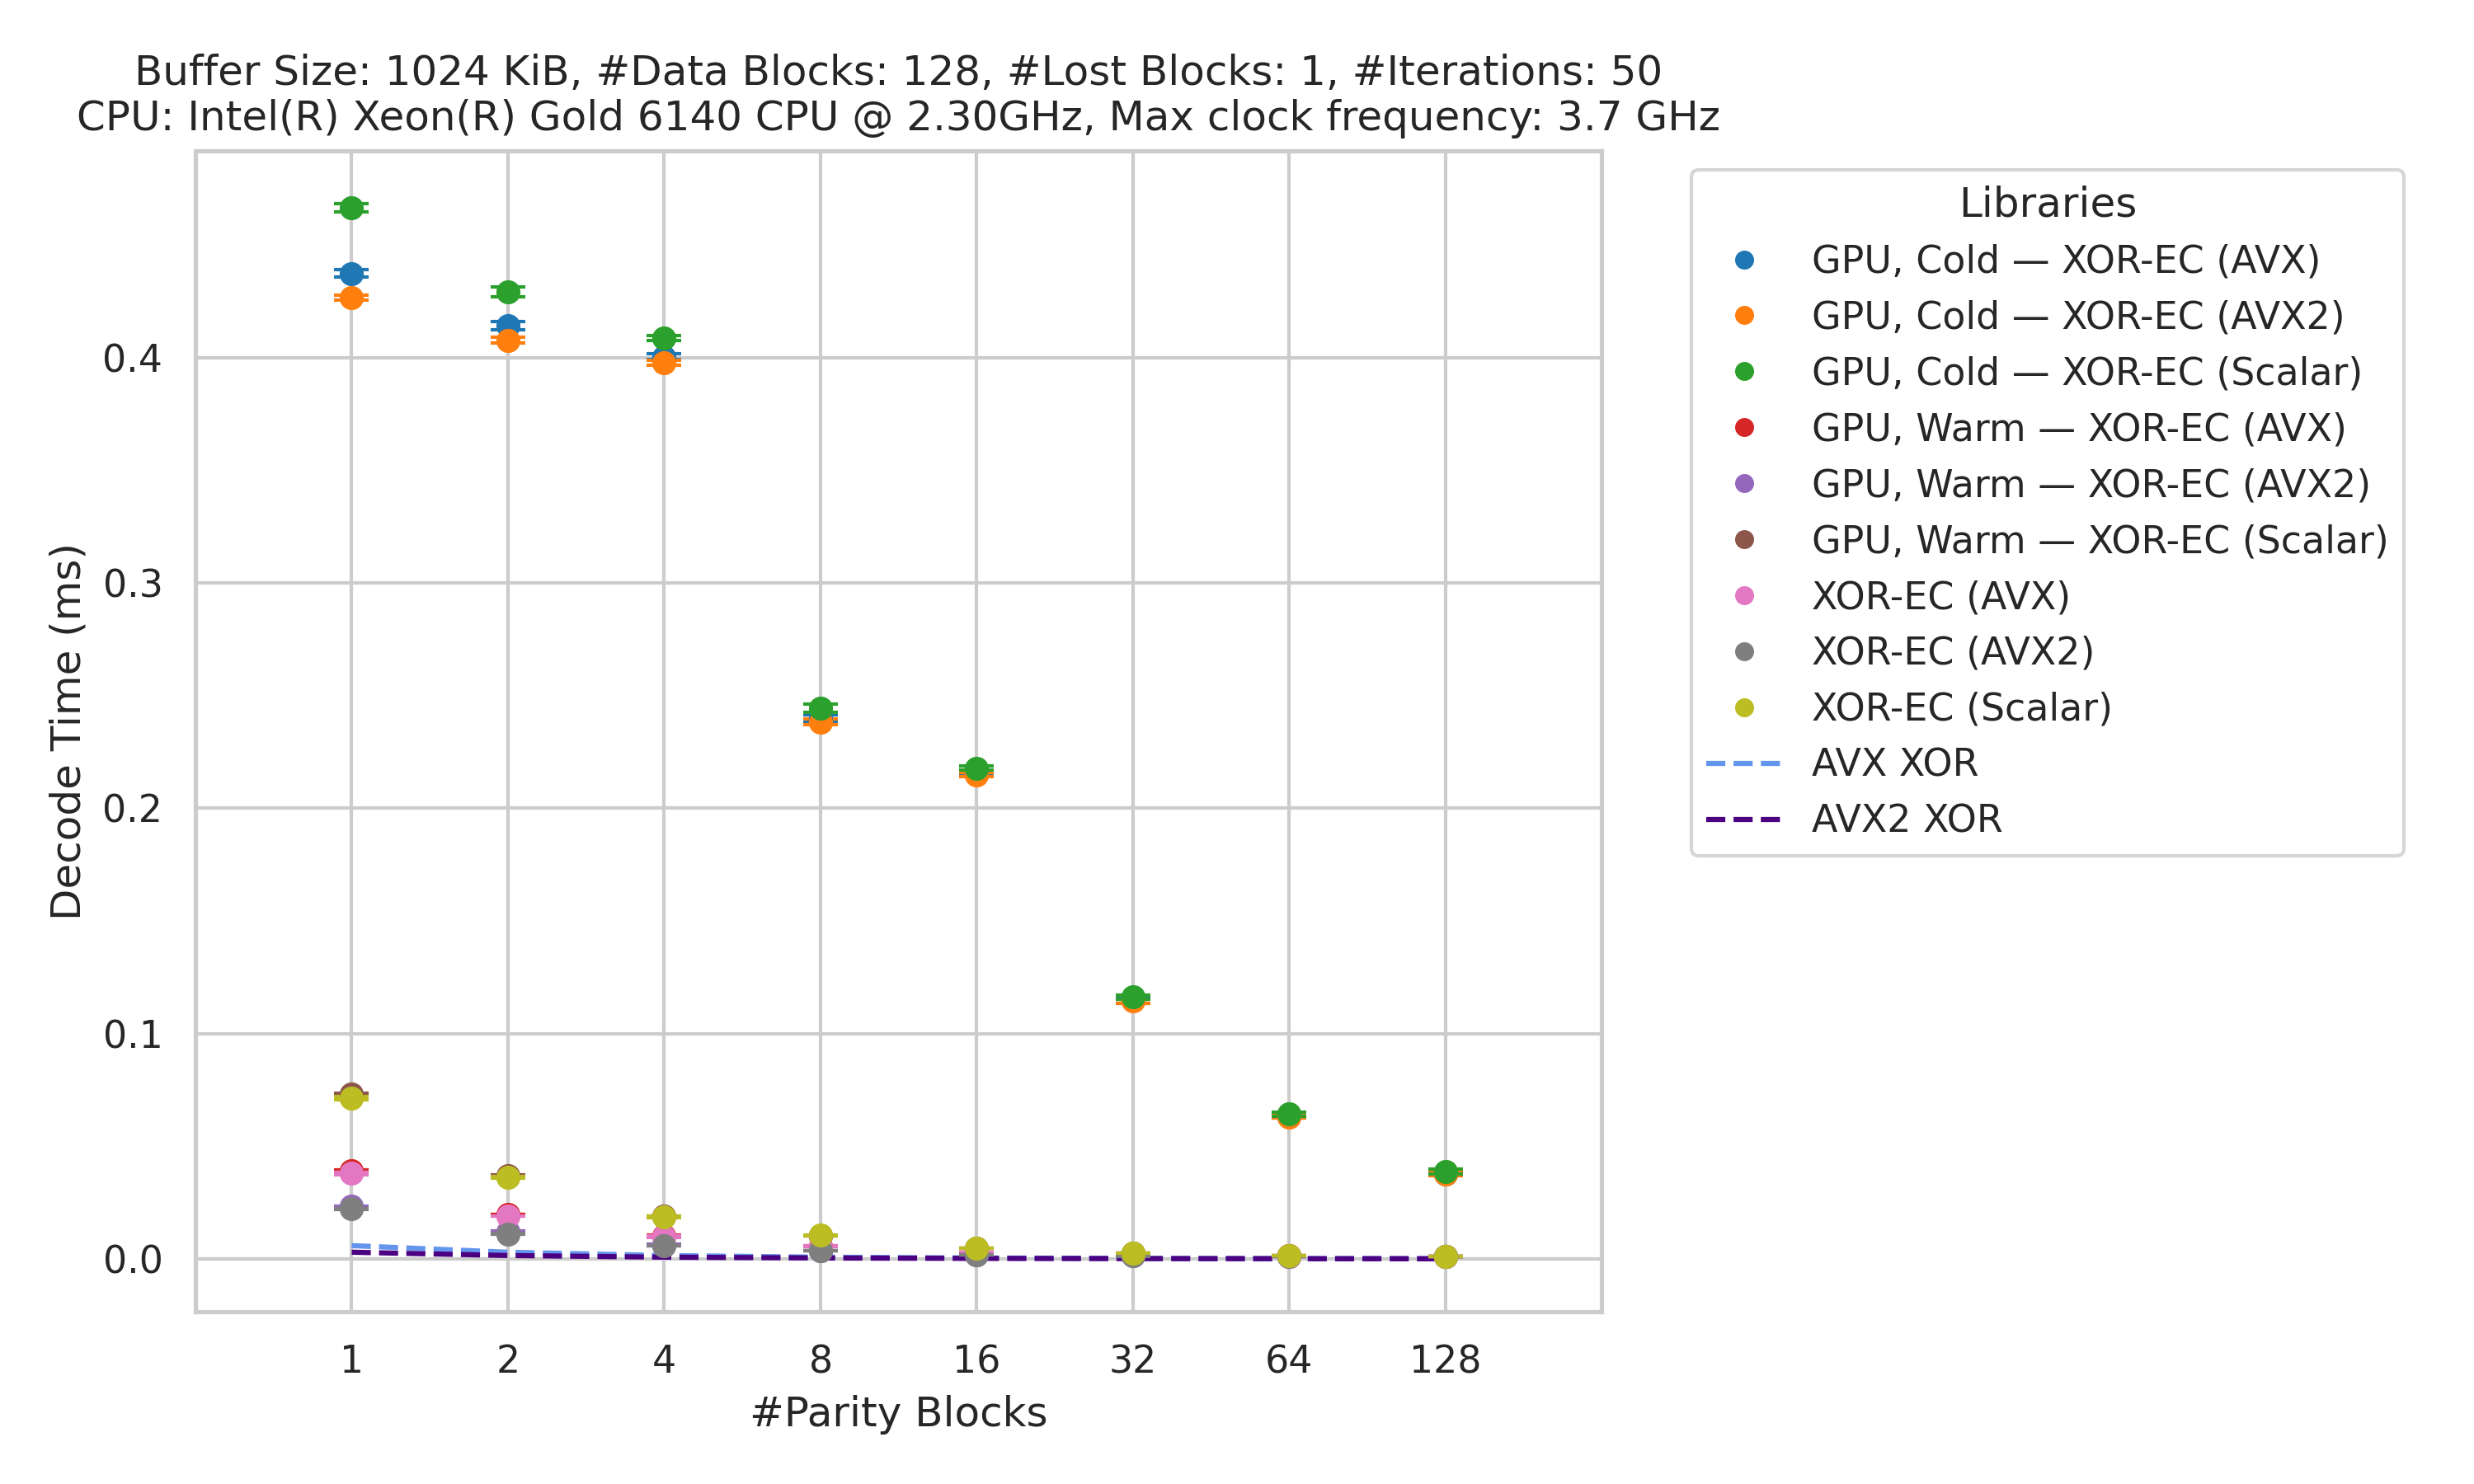 Buffer Size: 1024 KiB, #Data Blocks: 128, #Lost Blocks: 1, #Iterations: 50
CPU: Intel(R) Xeon(R) Gold 6140 CPU @ 2.30GHz, Max clock frequency: 3.7 GHz
Decode Time (ms)
0.4
0.3
0.2
0.1
0.0
1 2 4 8 16 32 64 128
#Parity Blocks
Libraries
GPU, Cold — XOR-EC (AVX)
GPU, Cold — XOR-EC (AVX2)
GPU, Cold — XOR-EC (Scalar)
GPU, Warm — XOR-EC (AVX)
GPU, Warm — XOR-EC (AVX2)
GPU, Warm — XOR-EC (Scalar)
XOR-EC (AVX)
XOR-EC (AVX2)
XOR-EC (Scalar)
AVX XOR
AVX2 XOR